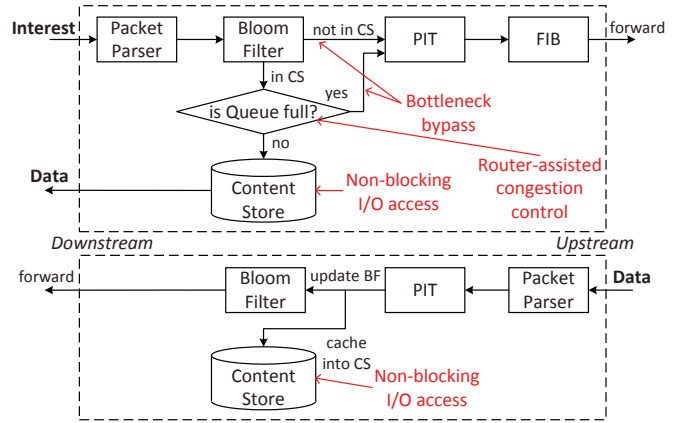 Interest
Packet
Parser
Bloom
Filter
not in CS
PIT
FIB
forward
in CS
yes
is Queue full?
Bottleneck
bypass
no
Data
Content
Store
Non-blocking
I/O access
Router-assisted
congestion
control
Downstream
Upstream
forward
Bloom
Filter
update BF
PIT
Packet
Parser
Data
cache
into CS
Content
Store
Non-blocking
I/O access